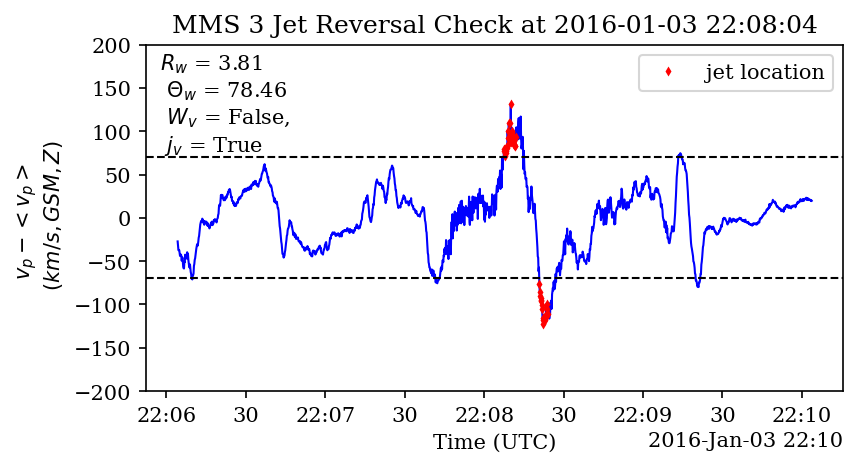 MMS 3 Jet Reversal Check at 2016-01-03 22:08:04
R_w = 3.81
Θ_w = 78.46
W_v = False,
j_v = True
jet location
200
150
100
50
0
−50
−100
−150
−200
v_p − < v_p >
(km/s, GSM, Z)
22:06 30 22:07 30 22:08 30 22:09 30 22:10
Time (UTC)
2016-Jan-03 22:10